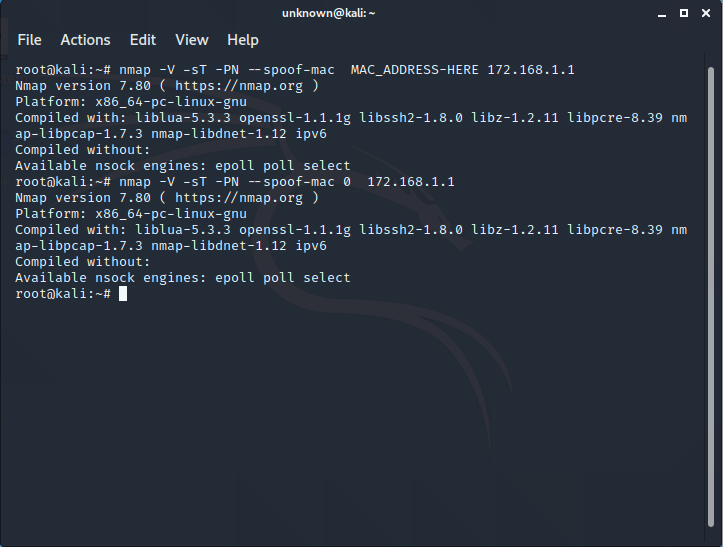 unknown@kali: ~
File Actions Edit View Help
root@kali:~# nmap -V -sT -PN --spoof-mac  MAC_ADDRESS-HERE 172.168.1.1
Nmap version 7.80 ( https://nmap.org )
Platform: x86_64-pc-linux-gnu
Compiled with: liblua-5.3.3 openssl-1.1.1g libssh2-1.8.0 libz-1.2.11 libpcre-8.39 nm
ap-libpcap-1.7.3 nmap-libdnet-1.12 ipv6
Compiled without:
Available nsock engines: epoll poll select
root@kali:~# nmap -V -sT -PN --spoof-mac 0  172.168.1.1
Nmap version 7.80 ( https://nmap.org )
Platform: x86_64-pc-linux-gnu
Compiled with: liblua-5.3.3 openssl-1.1.1g libssh2-1.8.0 libz-1.2.11 libpcre-8.39 nm
ap-libpcap-1.7.3 nmap-libdnet-1.12 ipv6
Compiled without:
Available nsock engines: epoll poll select
root@kali:~#